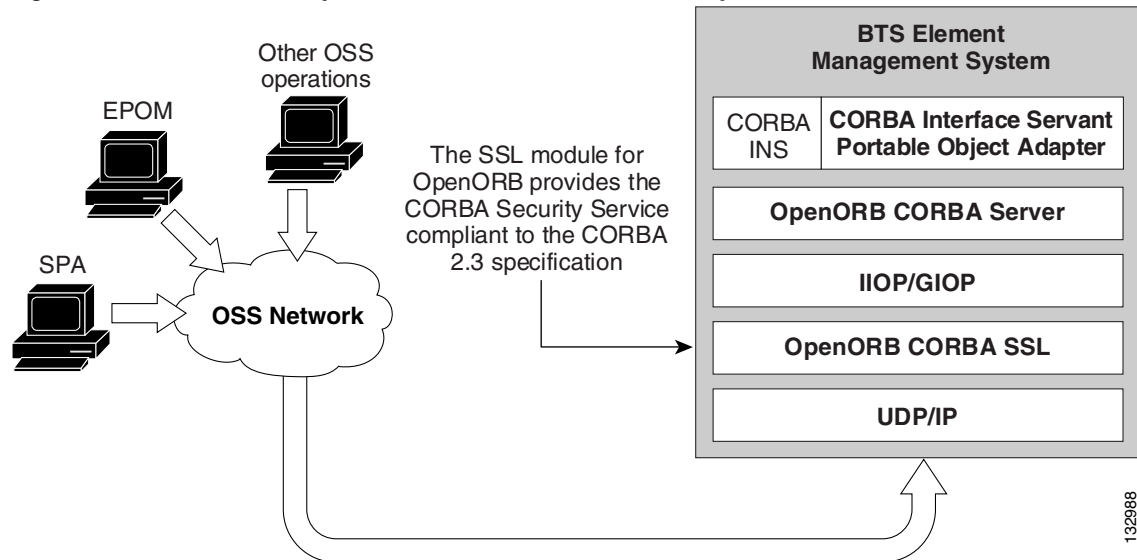 Other OSS
operations
EPOM
SPA
OSS Network
The SSL module for
OpenORB provides the
CORBA Security Service
compliant to the CORBA
2.3 specification
BTS Element
Management System
CORBA
INS
CORBA Interface Servant
Portable Object Adapter
OpenORB CORBA Server
IIOP/GIOP
OpenORB CORBA SSL
UDP/IP
132988